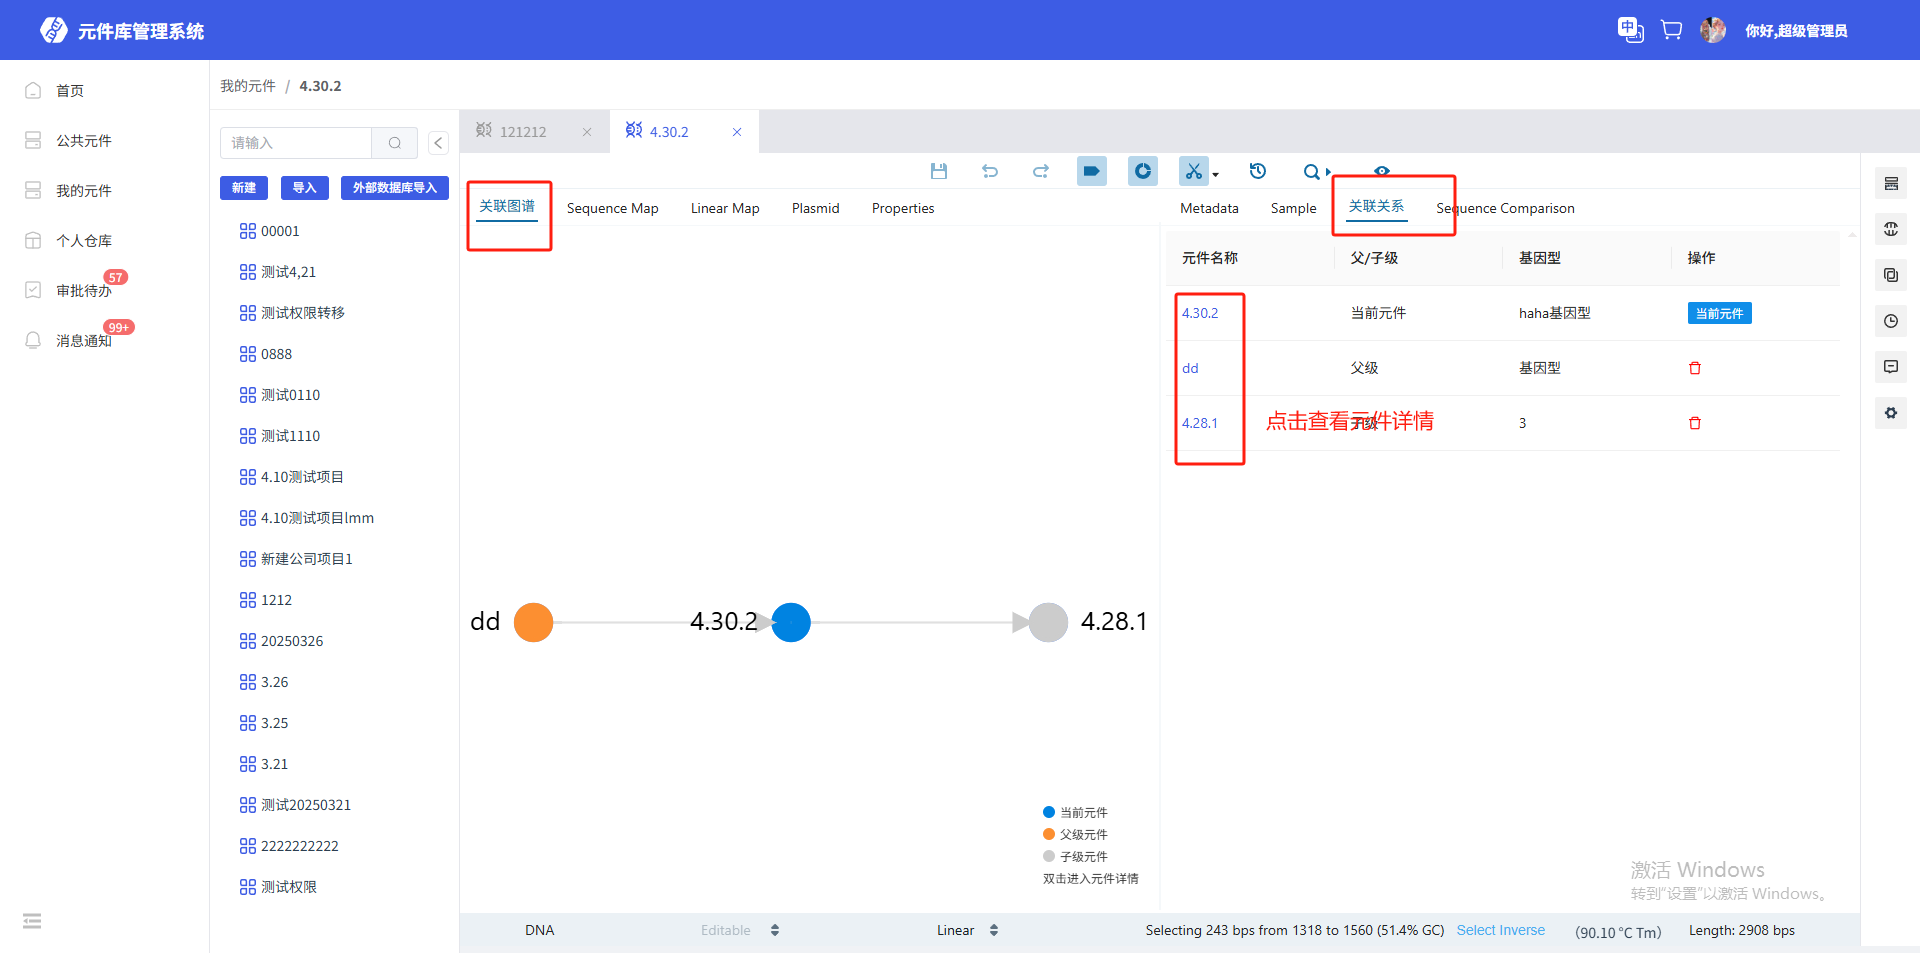 元件库管理系统
中
你好,超级管理员
首页
公共元件
我的元件
个人仓库
审批待办
57
消息通知
99+
我的元件 / 4.30.2
请输入
新建
导入
外部数据库导入
00001
测试4,21
测试权限转移
0888
测试0110
测试1110
4.10测试项目
4.10测试项目lmm
新建公司项目1
1212
20250326
3.26
3.25
3.21
测试20250321
2222222222
测试权限
121212
4.30.2
关联图谱
Sequence Map
Linear Map
Plasmid
Properties
dd
4.30.2
4.28.1
当前元件
父级元件
子级元件
双击进入元件详情
Metadata
Sample
关联关系
Sequence Comparison
元件名称 父/子级 基因型 操作
4.30.2 当前元件 haha基因型 当前元件
dd 父级 基因型
4.28.1 子级 3
点击查看元件详情
激活 Windows
转到"设置"以激活 Windows。
DNA
Editable
Linear
Selecting 243 bps from 1318 to 1560 (51.4% GC)
Select Inverse
(90.10 °C Tm)
Length: 2908 bps